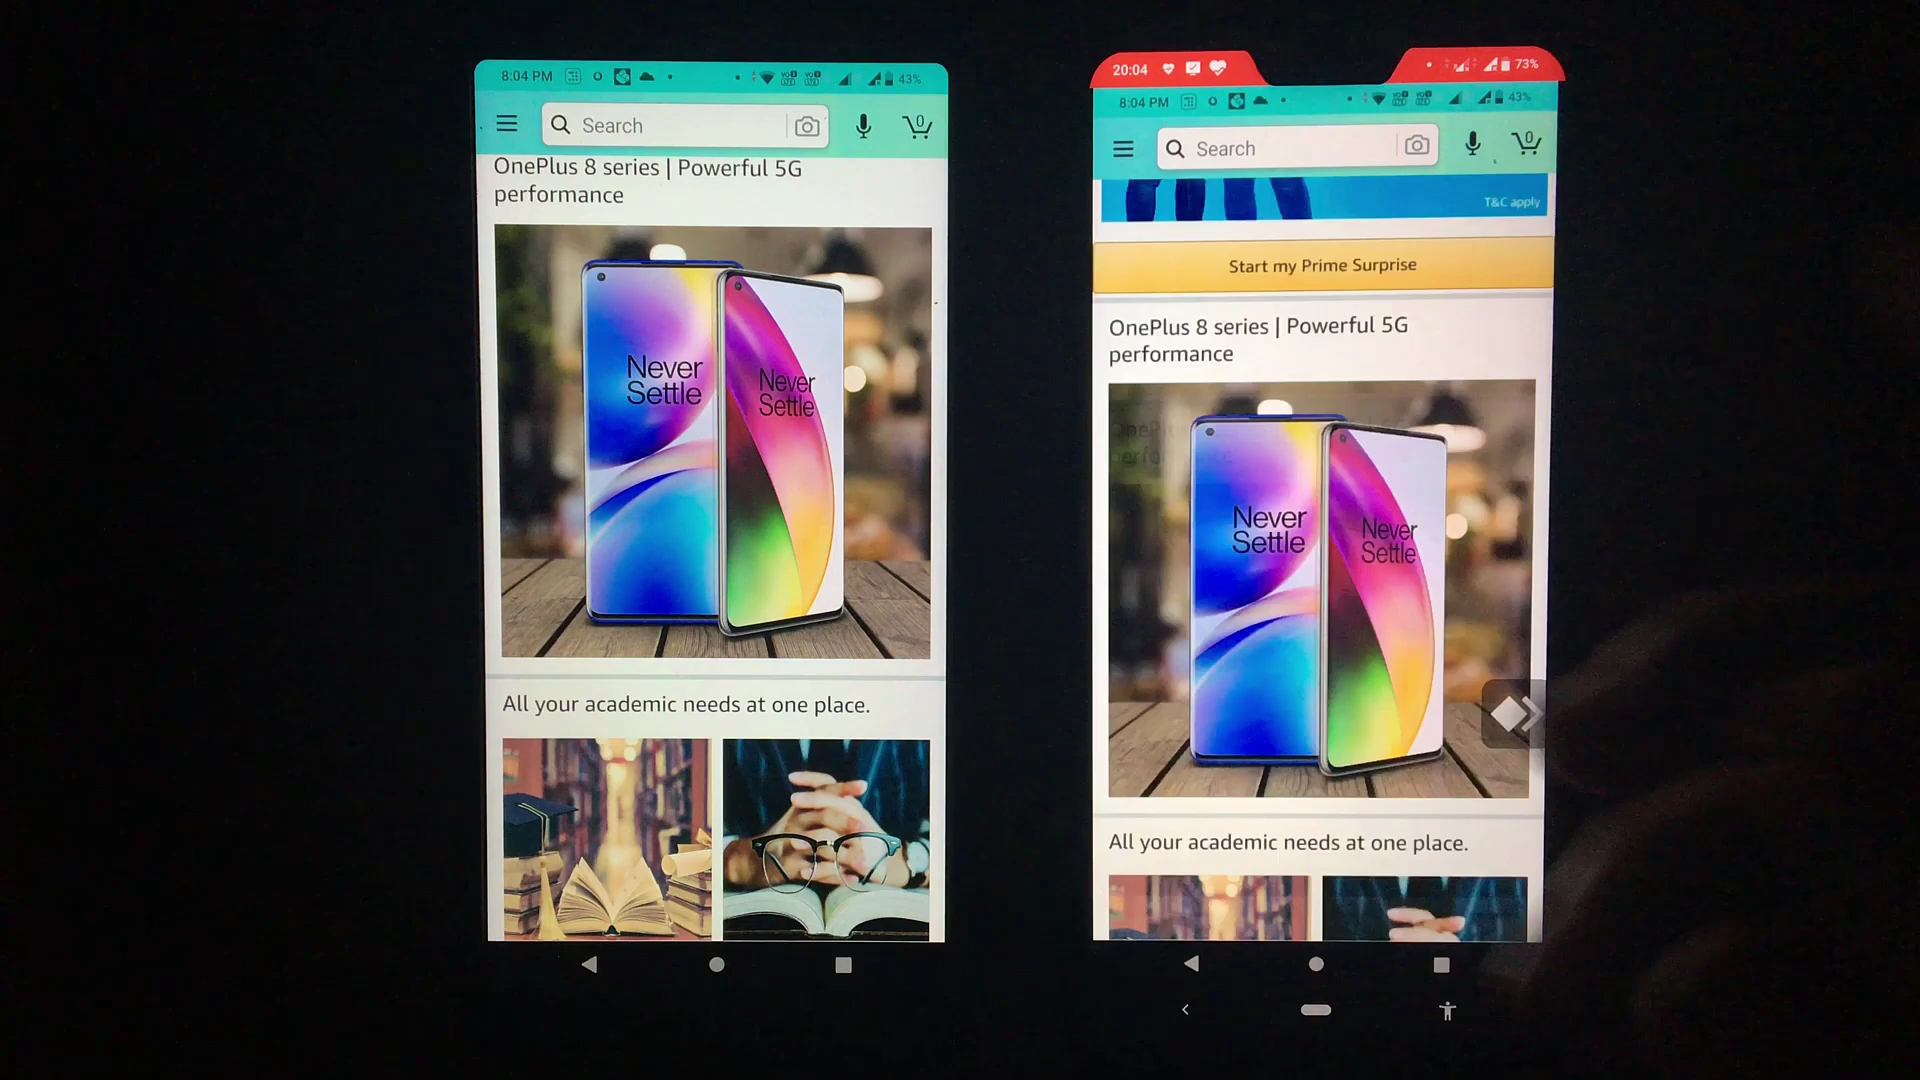 8:04 PM
43%
0
Search
OnePlus 8 series | Powerful 5G
performance
Never
Settle
Never
Settle
All your academic needs at one place.
20:04
73%
8:04 PM
43%
0
Search
T&C apply
Start my Prime Surprise
OnePlus 8 series | Powerful 5G
performance
Never
Settle
Never
Settle
All your academic needs at one place.